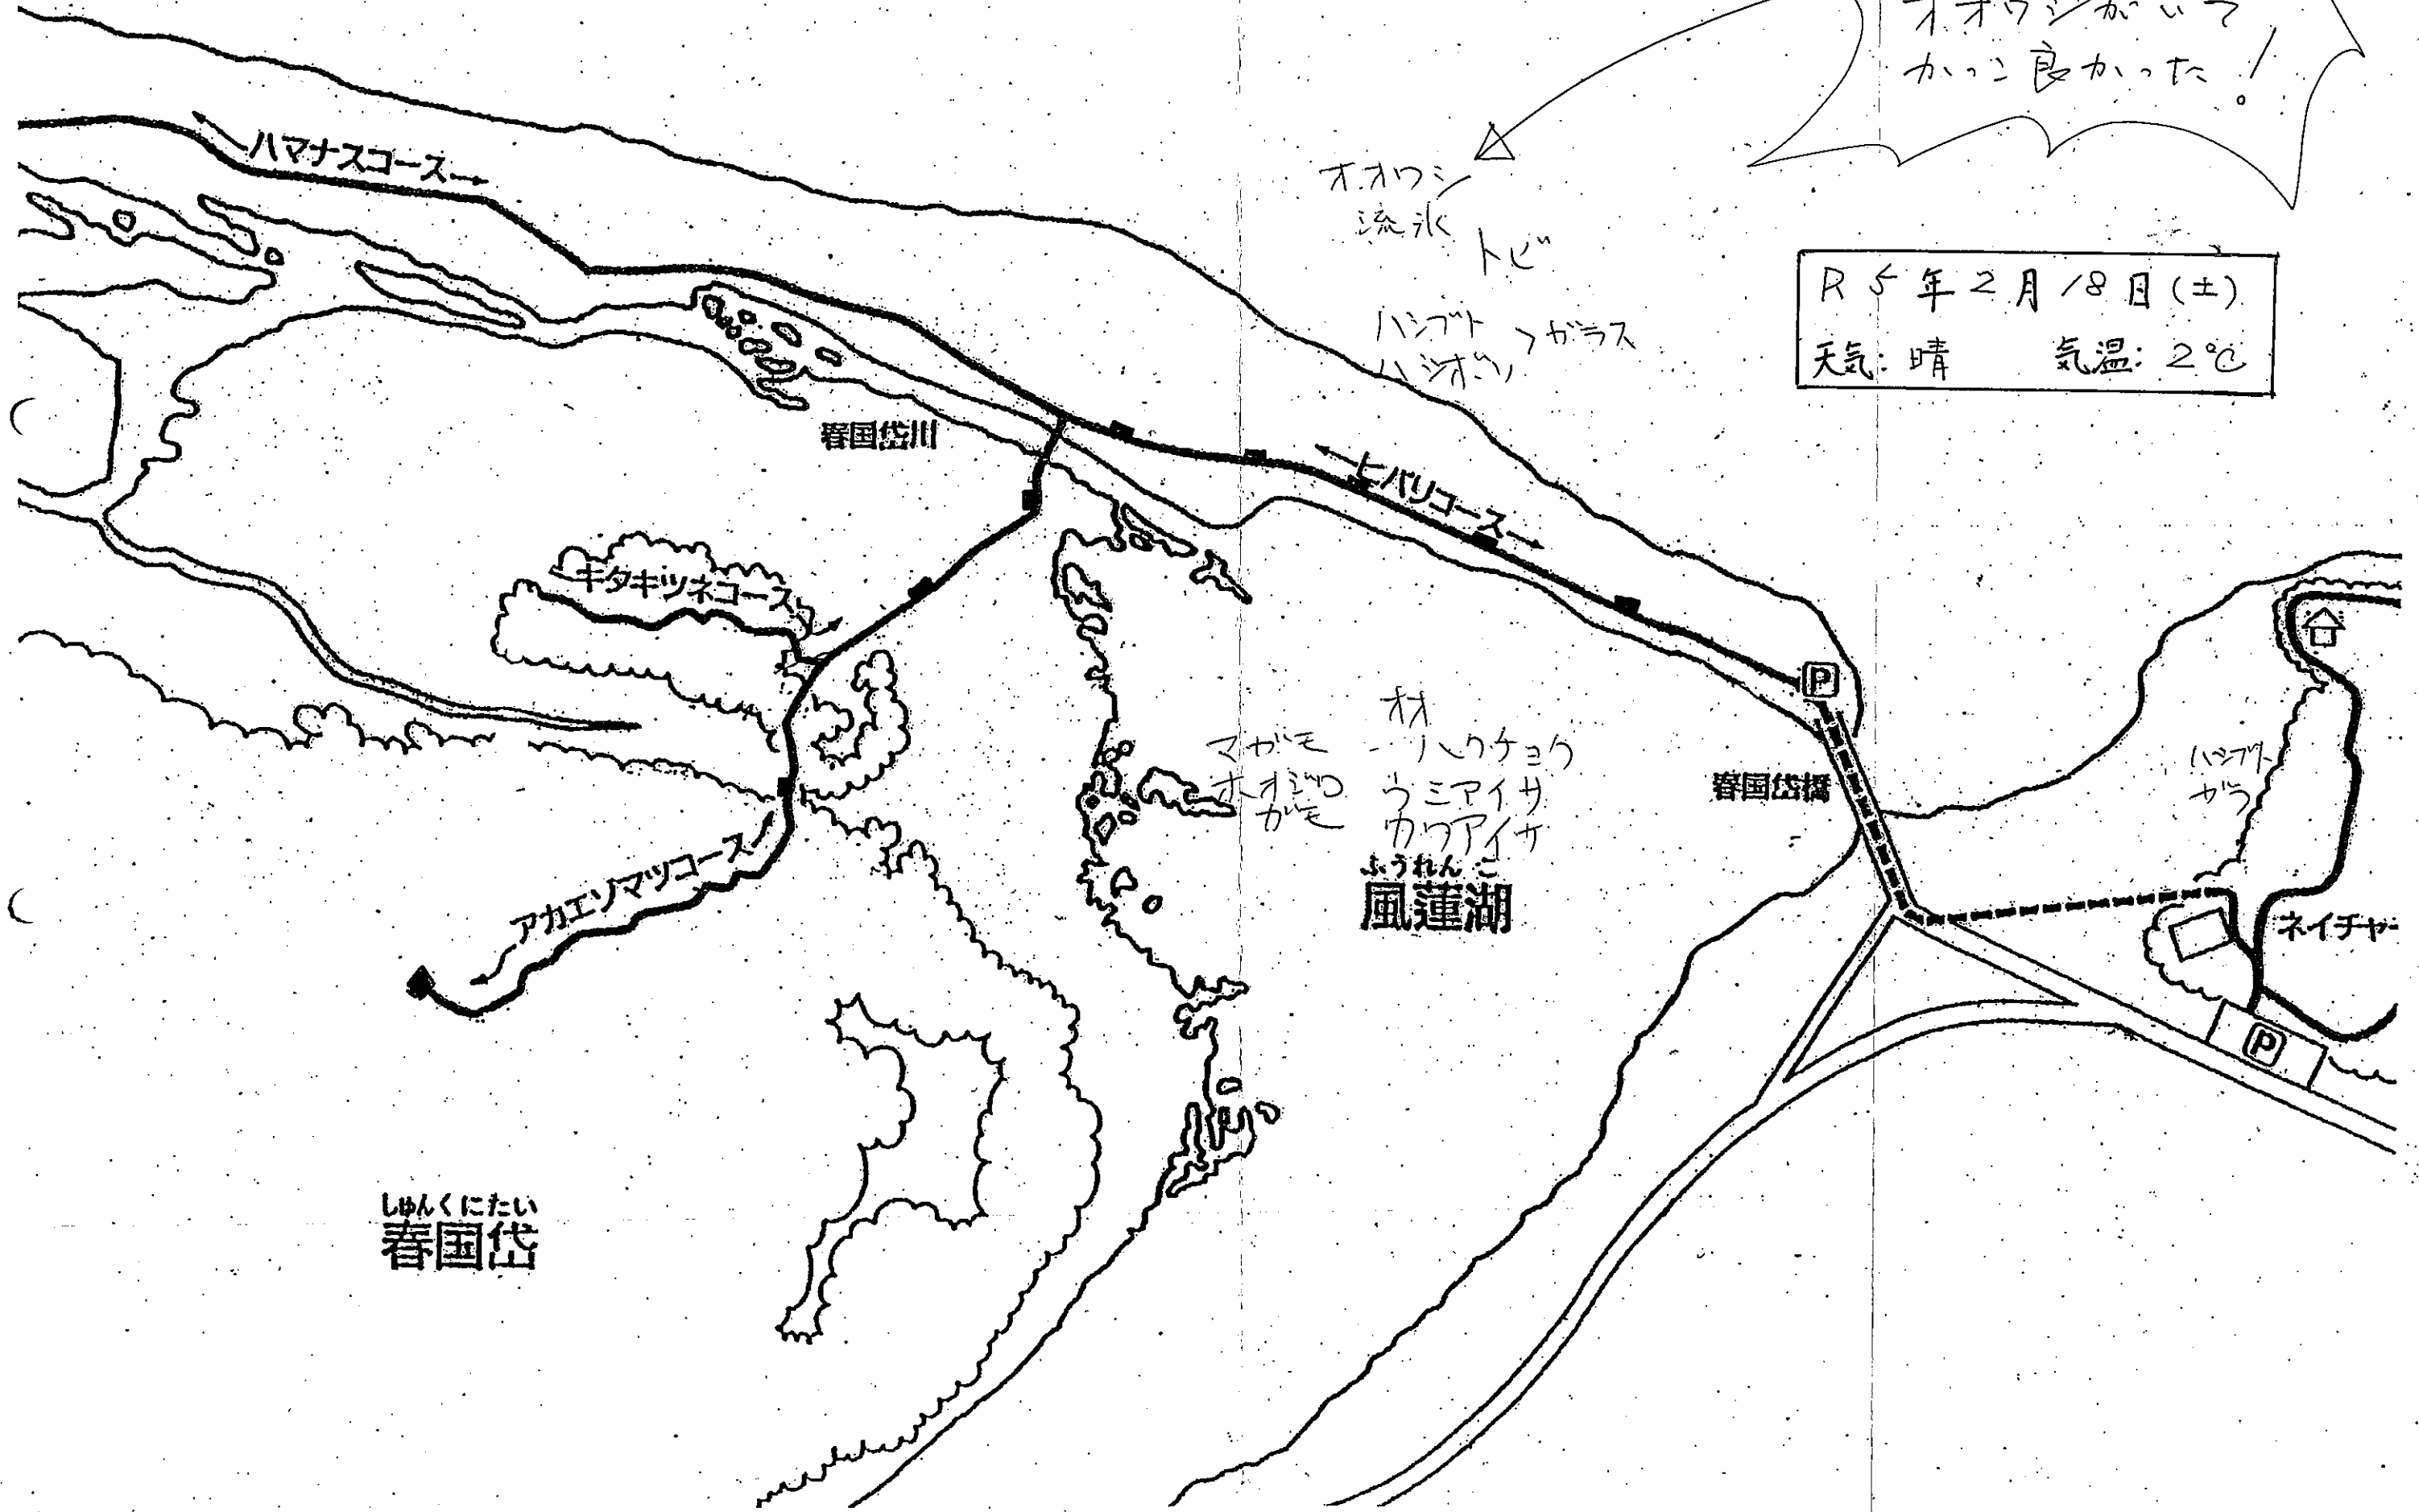 オオワシがいて
かっこ良かった!
ハマナスコース
オオワシ
流氷
トビ
R5年2月18日(土)
天気:晴 気温:2℃
ハシブト
ハシボソ
ガラス
春国岱川
ヒバリコース
キタキツネコース
P
オオ
マガモ ハクチョウ
ホオジロ ウミアイサ
ガモ カワアイサ
春国岱橋
ハシブト
ガラ
ふうれんこ
風蓮湖
アカエゾマツコース
ネイチャー
P
しゅんくにたい
春国岱